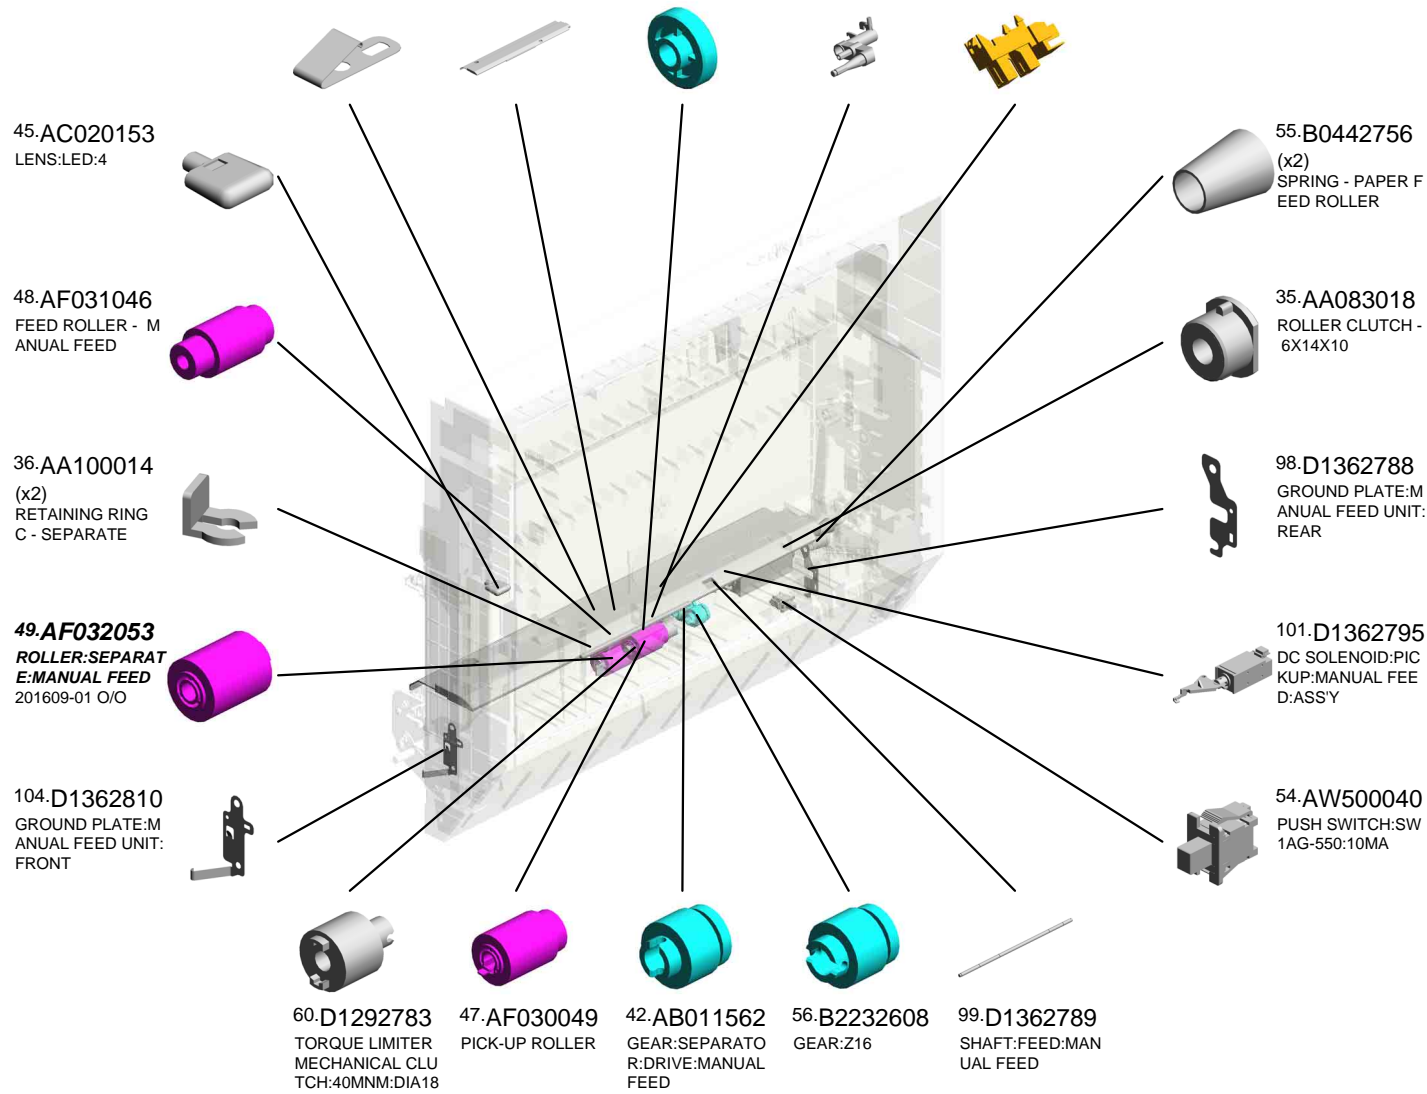 45.AC020153
LENS:LED:4
48.AF031046
FEED ROLLER - M
ANUAL FEED
36.AA100014
(x2)
RETAINING RING
C - SEPARATE
49.AF032053
ROLLER:SEPARAT
E:MANUAL FEED
201609-01 O/O
104.D1362810
GROUND PLATE:M
ANUAL FEED UNIT:
FRONT
55.B0442756
(x2)
SPRING - PAPER F
EED ROLLER
35.AA083018
ROLLER CLUTCH -
6X14X10
98.D1362788
GROUND PLATE:M
ANUAL FEED UNIT:
REAR
101.D1362795
DC SOLENOID:PIC
KUP:MANUAL FEE
D:ASS'Y
54.AW500040
PUSH SWITCH:SW
1AG-550:10MA
60.D1292783
TORQUE LIMITER
MECHANICAL CLU
TCH:40MNM:DIA18
47.AF030049
PICK-UP ROLLER
42.AB011562
GEAR:SEPARATO
R:DRIVE:MANUAL
FEED
56.B2232608
GEAR:Z16
99.D1362789
SHAFT:FEED:MAN
UAL FEED